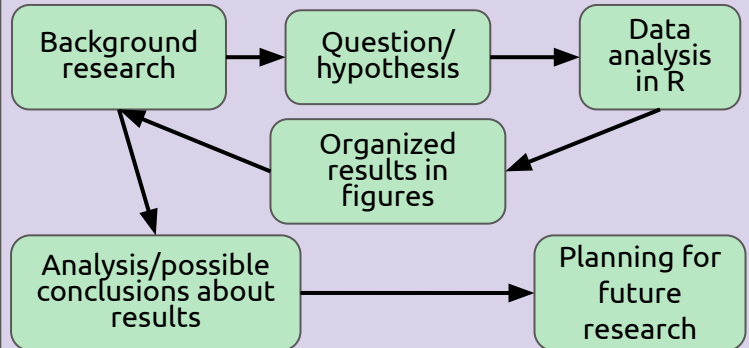 Background
research
Question/
hypothesis
Data
analysis
in R
Organized
results in
figures
Analysis/possible
conclusions about
results
Planning for
future
research